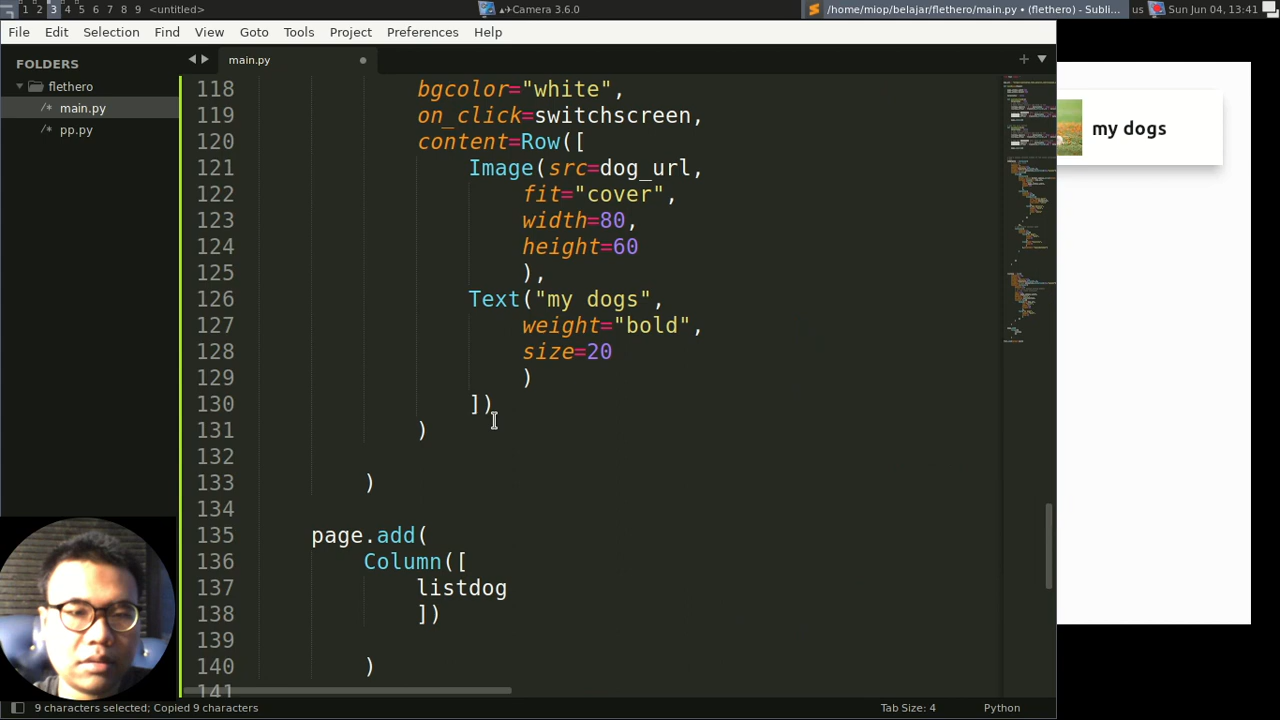 1 2 3 4 5 6 7 8 9 <untitled>
Camera 3.6.0
/home/miop/belajar/flethero/main.py • (flethero) - Subli...
us
Sun Jun 04, 13:41
File Edit Selection Find View Goto Tools Project Preferences Help
FOLDERS
flethero
/* main.py
/* pp.py
main.py
118 bgcolor="white",
119 on_click=switchscreen,
120 content=Row([
121 Image(src=dog_url,
122 fit="cover",
123 width=80,
124 height=60
125 ),
126 Text("my dogs",
127 weight="bold",
128 size=20
129 )
130 ])
131 )
132
133 )
134
135 page.add(
136 Column([
137 listdog
138 ])
139
140 )
141
my dogs
9 characters selected; Copied 9 characters
Tab Size: 4
Python